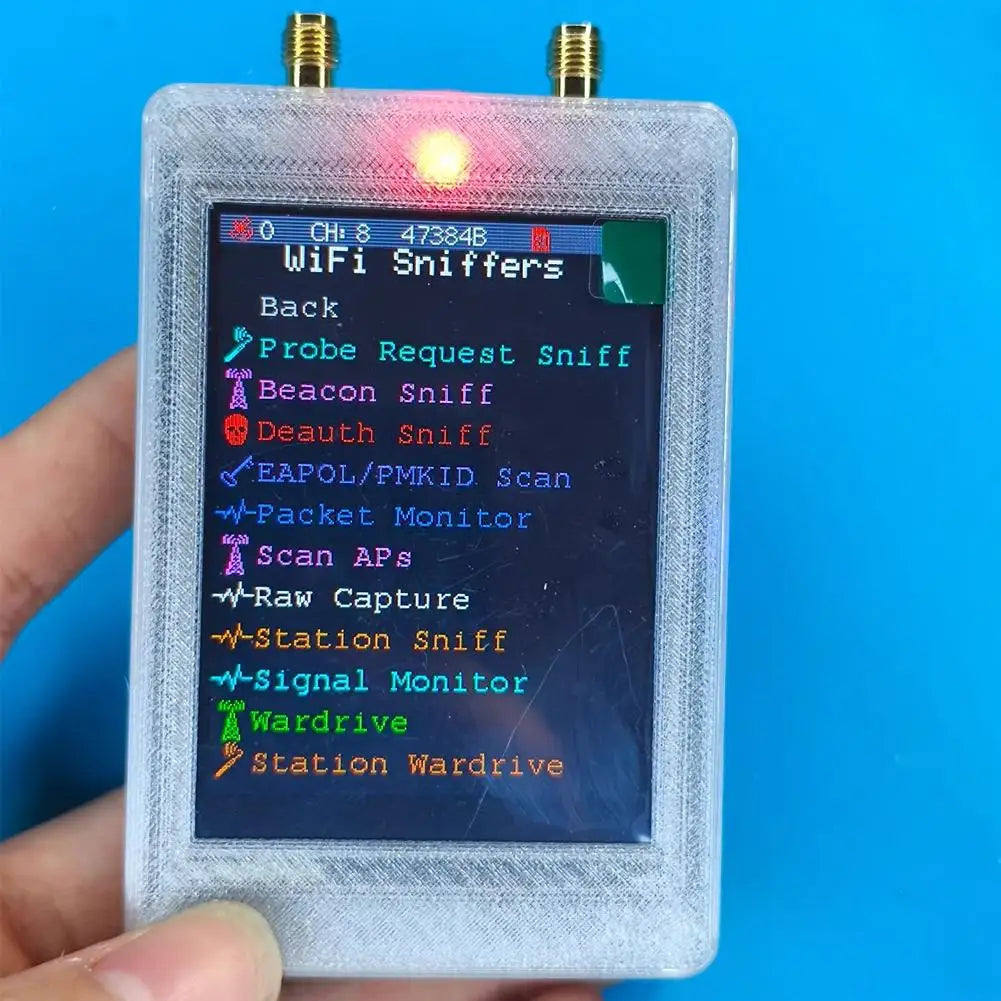 0 CH: 8 47384B
WiFi Sniffers
Back
Probe Request Sniff
Beacon Sniff
Deauth Sniff
EAPOL/PMKID Scan
Packet Monitor
Scan APs
Raw Capture
Station Sniff
Signal Monitor
Wardrive
Station Wardrive